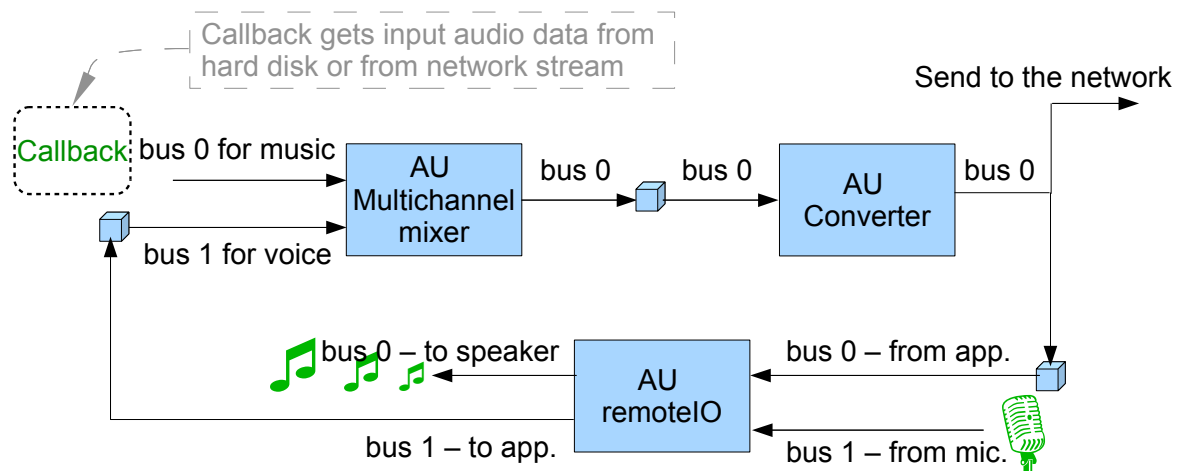 Callback gets input audio data from
hard disk or from network stream
Send to the network
Callback
bus 0 for music
AU
Multichannel
mixer
bus 0
bus 0
AU
Converter
bus 0
bus 1 for voice
bus 0 – to speaker
AU
remoteIO
bus 0 – from app.
bus 1 – to app.
bus 1 – from mic.